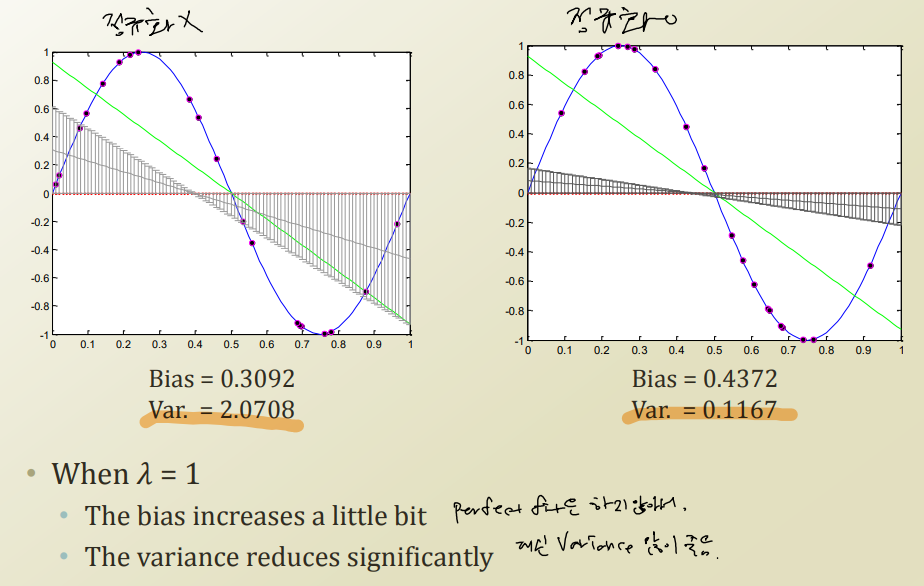 정규화 X
정규화 O
1
0.8
0.6
0.4
0.2
0
-0.2
-0.4
-0.6
-0.8
-1
0 0.1 0.2 0.3 0.4 0.5 0.6 0.7 0.8 0.9 1
1
0.8
0.6
0.4
0.2
0
-0.2
-0.4
-0.6
-0.8
-1
0 0.1 0.2 0.3 0.4 0.5 0.6 0.7 0.8 0.9 1
Bias = 0.3092
Var. = 2.0708
Bias = 0.4372
Var. = 0.1167
• When λ = 1
• The bias increases a little bit perfect fit은 하지 않아서.
• The variance reduces significantly 대신 Variance 많이 줄음.